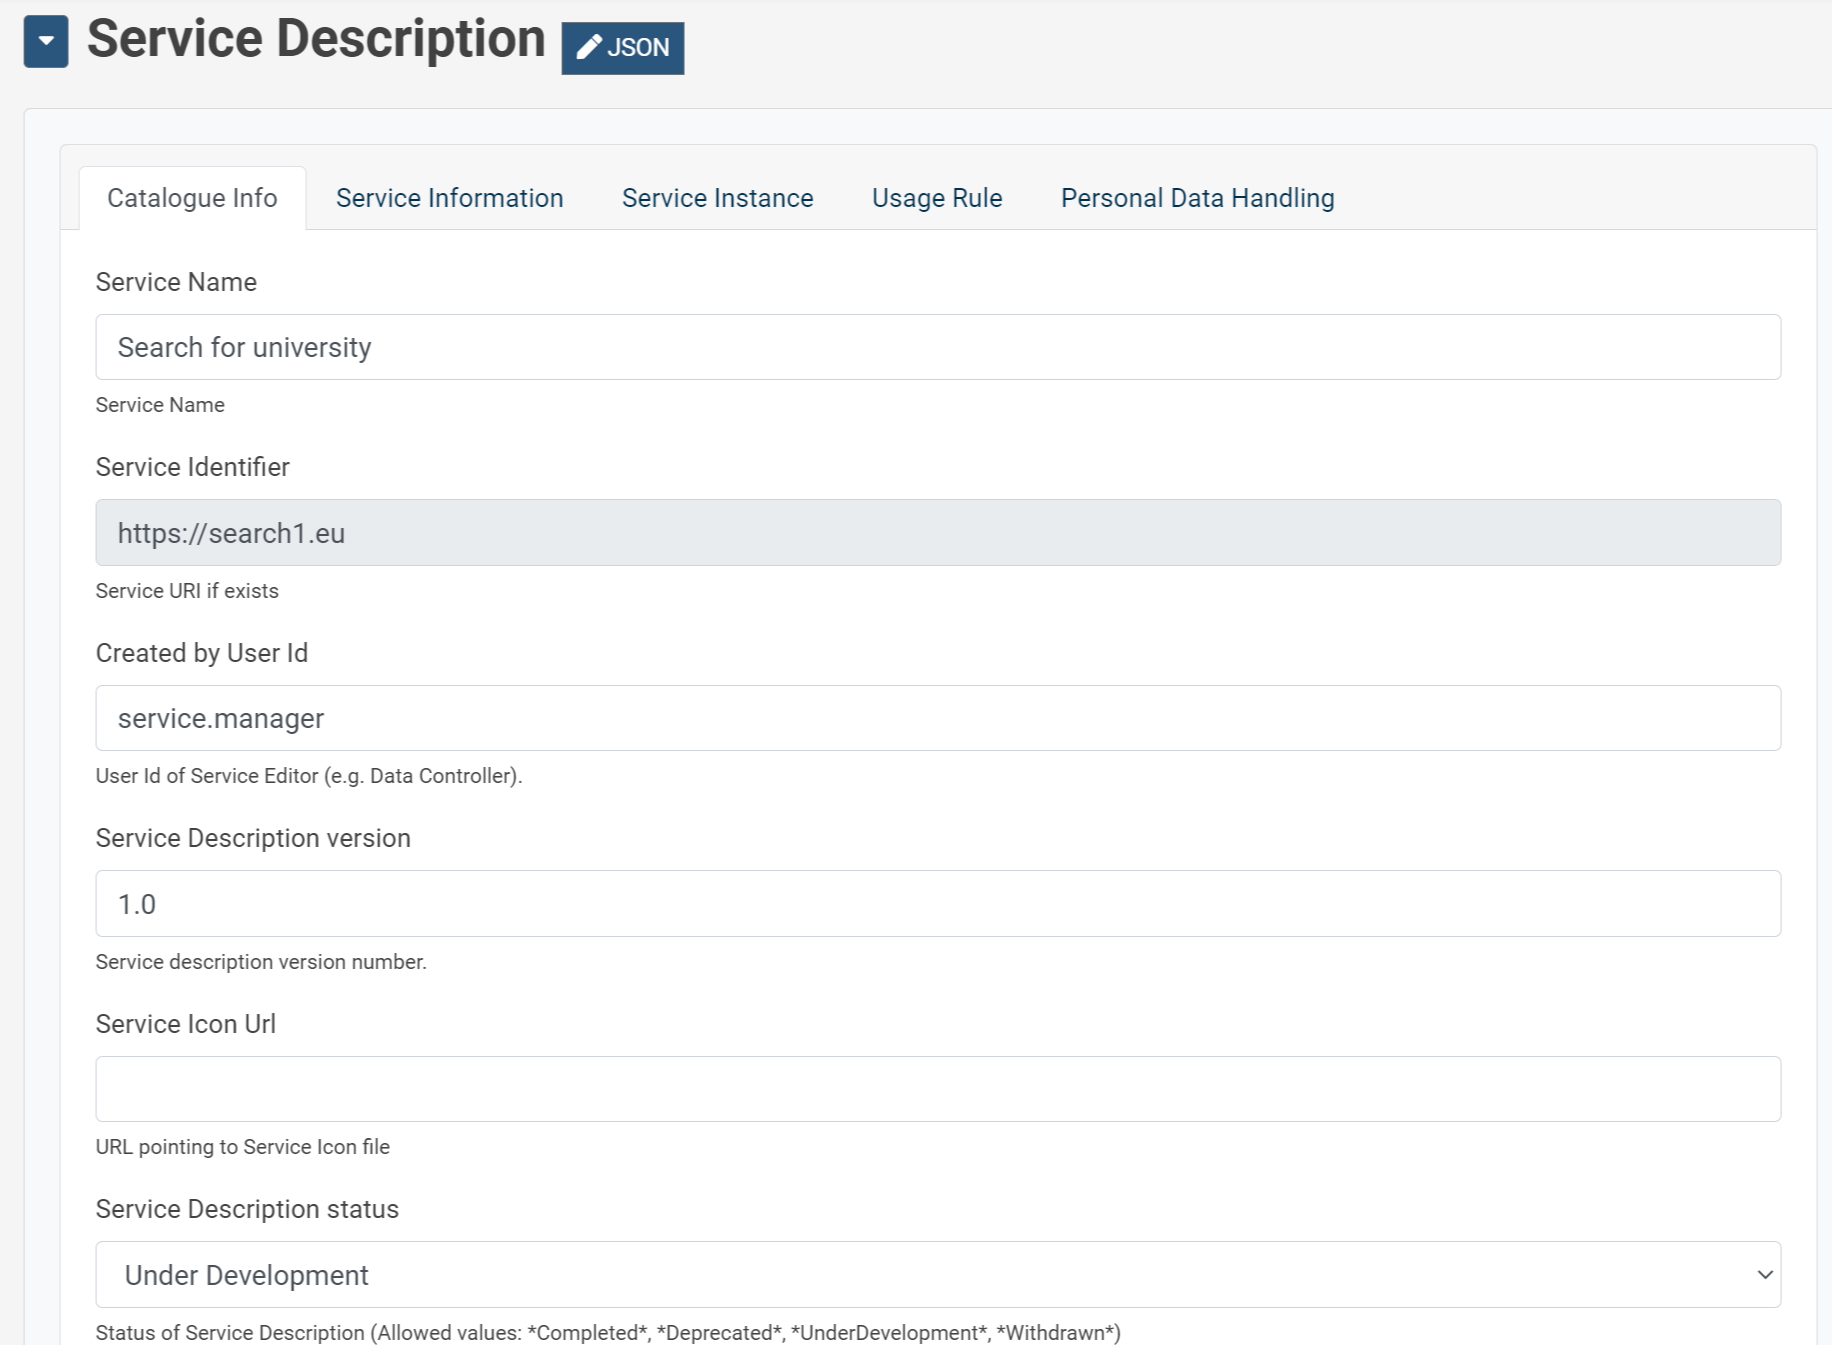 Service Description JSON
Catalogue Info Service Information Service Instance Usage Rule Personal Data Handling
Service Name
Search for university
Service Name
Service Identifier
https://search1.eu
Service URI if exists
Created by User Id
service.manager
User Id of Service Editor (e.g. Data Controller).
Service Description version
1.0
Service description version number.
Service Icon Url
URL pointing to Service Icon file
Service Description status
Under Development
Status of Service Description (Allowed values: *Completed*, *Deprecated*, *UnderDevelopment*, *Withdrawn*)